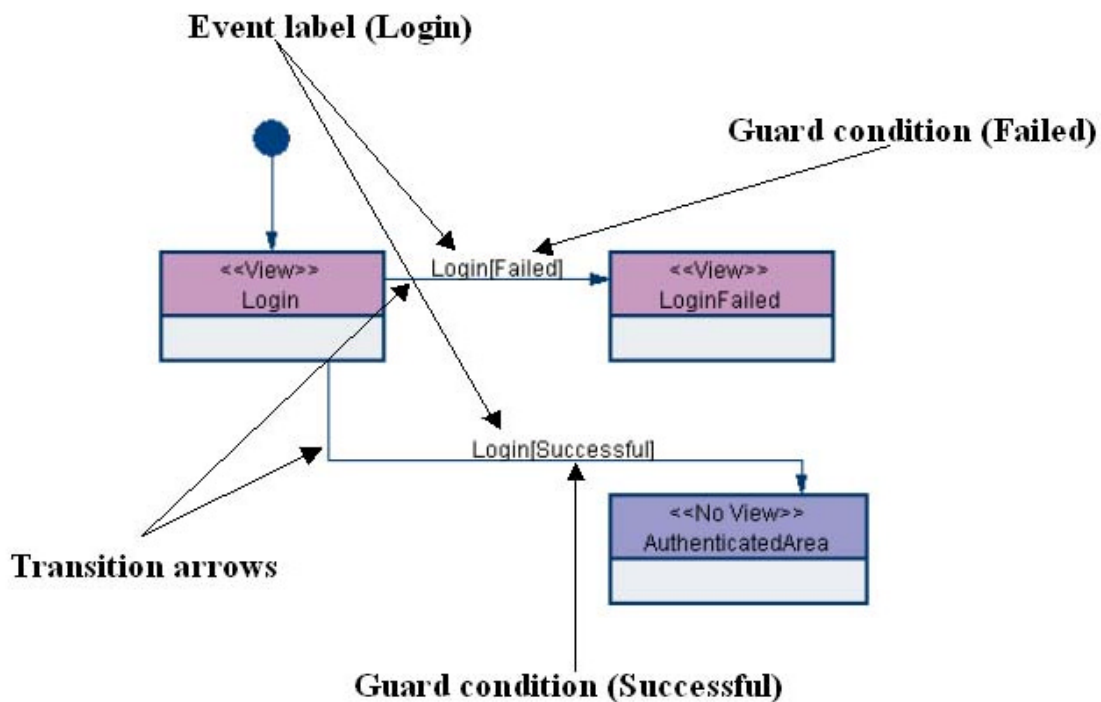 Event label (Login)
Guard condition (Failed)
Login[Failed]
<<View>>
Login
<<View>>
LoginFailed
Login[Successful]
<<No View>>
AuthenticatedArea
Transition arrows
Guard condition (Successful)